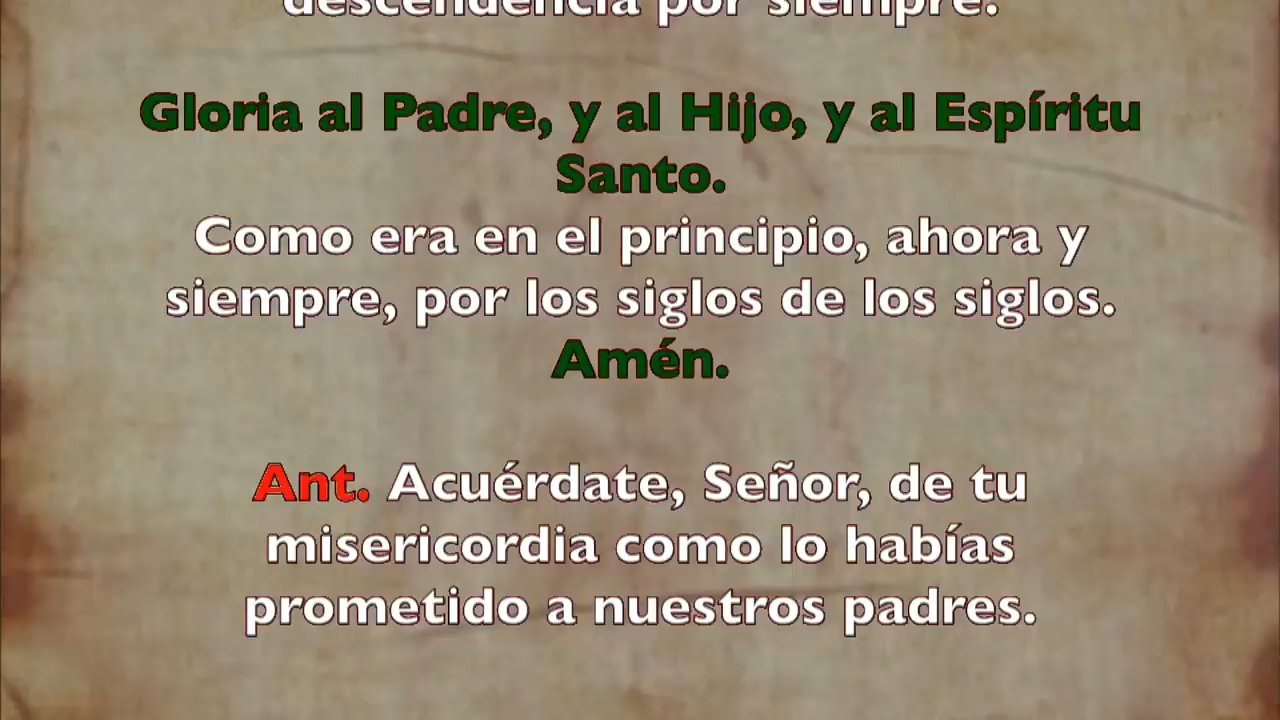 descendencia por siempre.
Gloria al Padre, y al Hijo, y al Espíritu
Santo.
Como era en el principio, ahora y
siempre, por los siglos de los siglos.
Amén.
Ant. Acuérdate, Señor, de tu
misericordia como lo habías
prometido a nuestros padres.